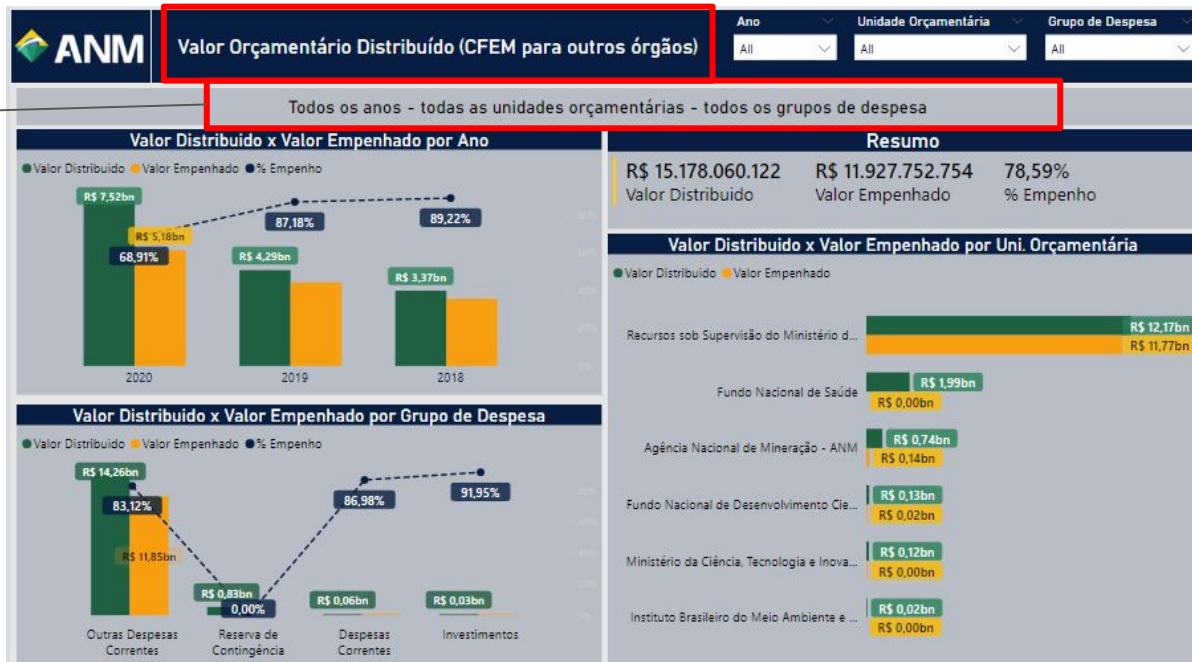 ANM
Valor Orçamentário Distribuído (CFEM para outros órgãos)
Ano
All
Unidade Orçamentária
All
Grupo de Despesa
All
Todos os anos - todas as unidades orçamentárias - todos os grupos de despesa
Valor Distribuido x Valor Empenhado por Ano
Valor Distribuido Valor Empenhado % Empenho
R$ 7,52bn
R$ 5,18bn
68,91%
R$ 4,29bn
87,18%
R$ 3,37bn
89,22%
2020 2019 2018
Resumo
R$ 15.178.060.122 R$ 11.927.752.754 78,59%
Valor Distribuido Valor Empenhado % Empenho
Valor Distribuido x Valor Empenhado por Uni. Orçamentária
Valor Distribuido Valor Empenhado
Recursos sob Supervisão do Ministério d...
R$ 12,17bn
R$ 11,77bn
Fundo Nacional de Saúde
R$ 1,99bn
R$ 0,00bn
Agência Nacional de Mineração - ANM
R$ 0,74bn
R$ 0,14bn
Fundo Nacional de Desenvolvimento Cie...
R$ 0,13bn
R$ 0,02bn
Ministério da Ciência, Tecnologia e Inova...
R$ 0,12bn
R$ 0,00bn
Instituto Brasileiro do Meio Ambiente e ...
R$ 0,02bn
R$ 0,00bn
Valor Distribuido x Valor Empenhado por Grupo de Despesa
Valor Distribuido Valor Empenhado % Empenho
R$ 14,26bn
83,12%
R$ 11,85bn
R$ 0,83bn
0,00%
R$ 0,06bn
86,98%
R$ 0,03bn
91,95%
Outras Despesas
Correntes
Reserva de
Contingência
Despesas
Correntes
Investimentos